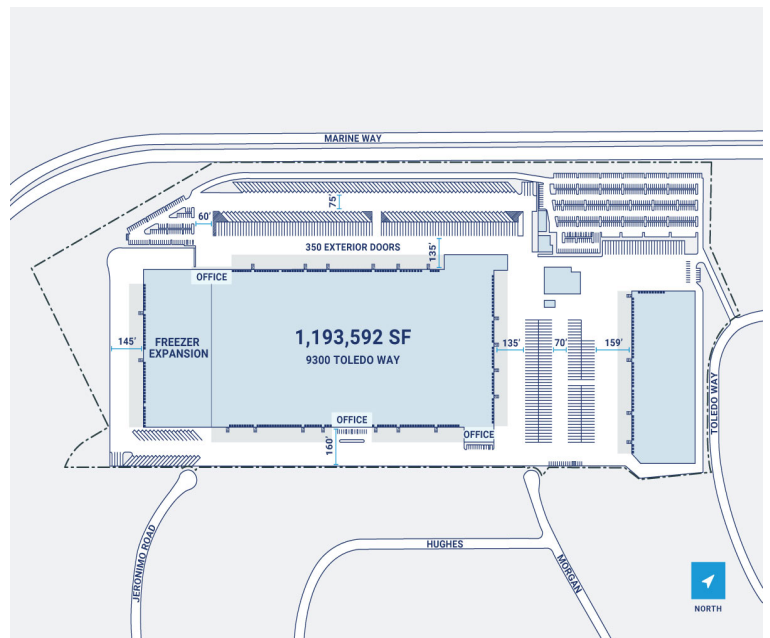 MARINE WAY
75'
60'
350 EXTERIOR DOORS
135'
OFFICE
145'
FREEZER
EXPANSION
1,193,592 SF
9300 TOLEDO WAY
135'
70'
159'
TOLEDO WAY
OFFICE
OFFICE
160'
JERONIMO ROAD
HUGHES
MORGAN
NORTH